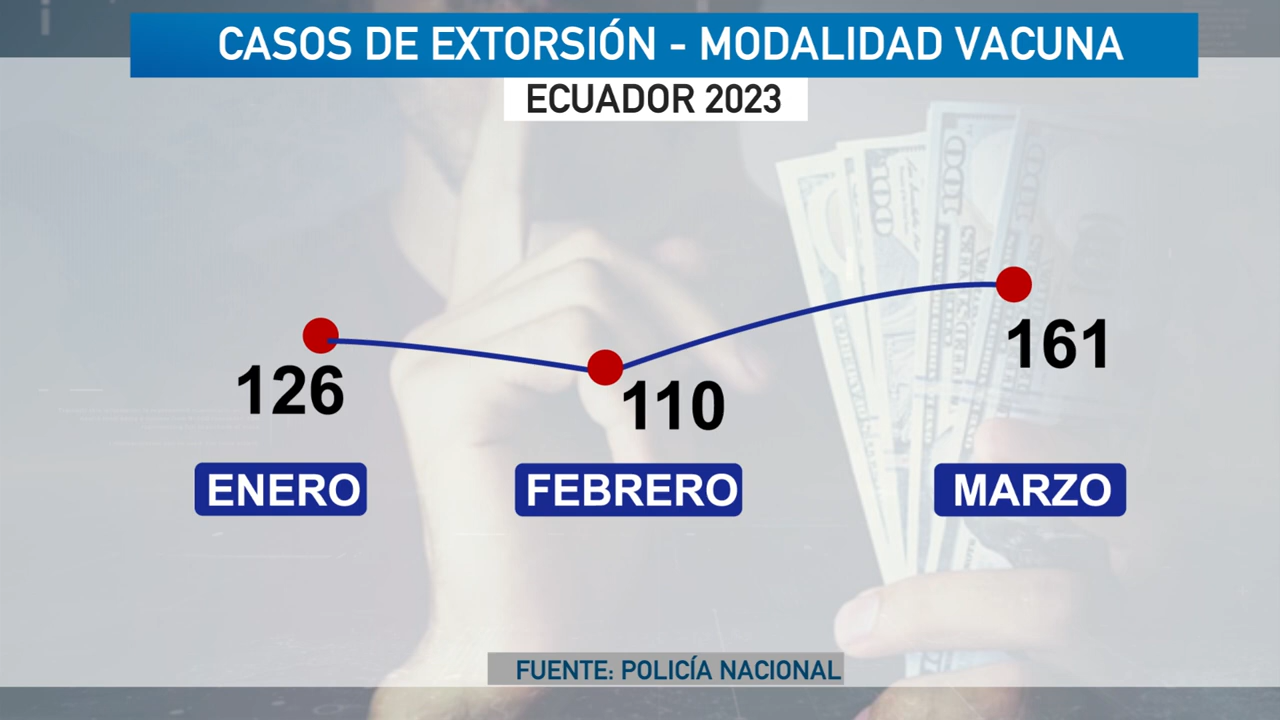 CASOS DE EXTORSIÓN - MODALIDAD VACUNA
ECUADOR 2023
126
110
161
ENERO
FEBRERO
MARZO
FUENTE: POLICÍA NACIONAL